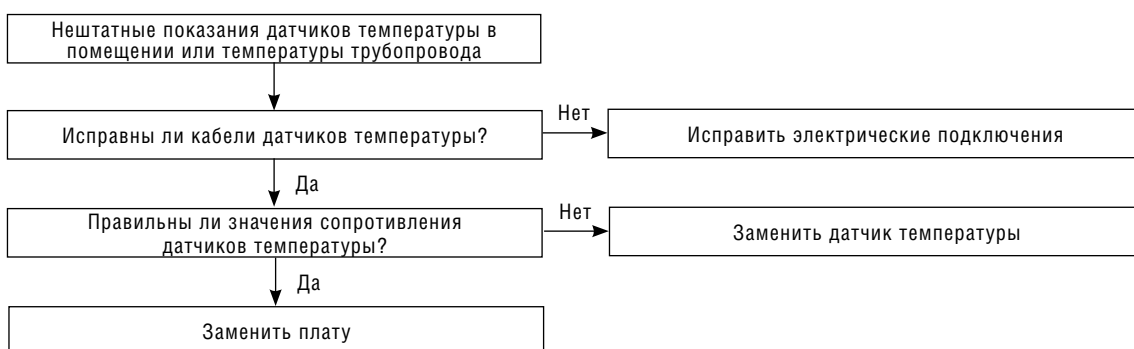 Нештатные показания датчиков температуры в
помещении или температуры трубопровода
Исправны ли кабели датчиков температуры?
Нет
Исправить электрические подключения
Да
Правильны ли значения сопротивления
датчиков температуры?
Нет
Заменить датчик температуры
Да
Заменить плату